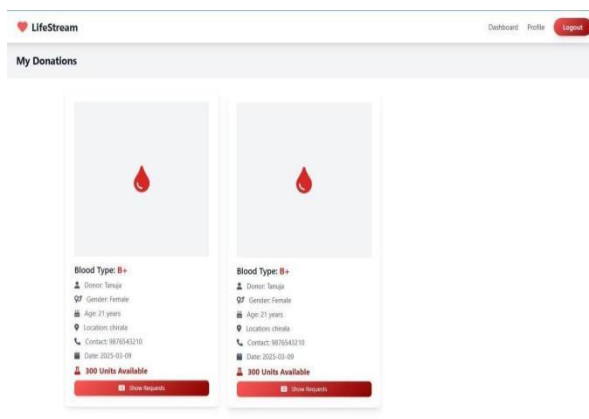 LifeStream
Dashboard Profile Logout
My Donations
Blood Type: B+
Donor: Tanuja
Gender: Female
Age: 21 years
Location: chirala
Contact: 9876543210
Date: 2025-03-09
300 Units Available
Show Requests
Blood Type: B+
Donor: Tanuja
Gender: Female
Age: 21 years
Location: chirala
Contact: 9876543210
Date: 2025-03-09
300 Units Available
Show Requests